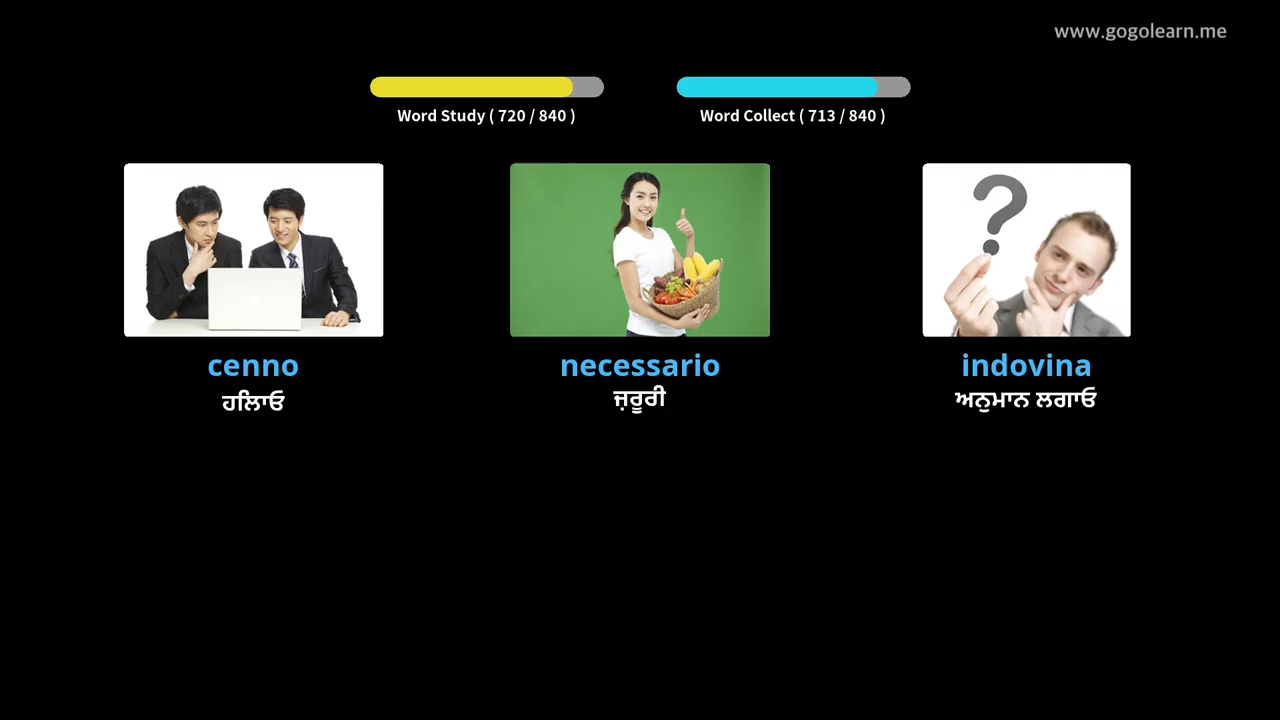 www.gogolearn.me
Word Study ( 720 / 840 )
Word Collect ( 713 / 840 )
cenno
necessario
indovina
ਹਲਿਾਓ
ਜ਼ਰੂਰੀ
ਅਨੁਮਾਨ ਲਗਾਓ